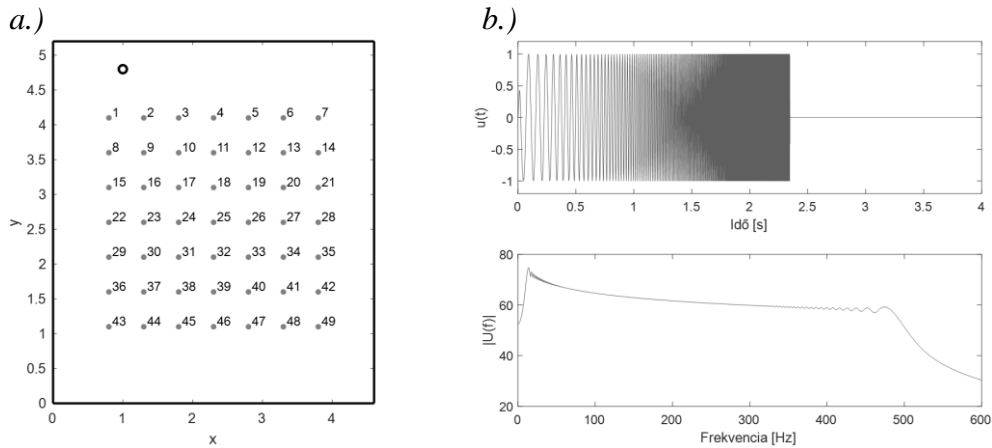 a.)
5
4.5
4
3.5
3
2.5
2
1.5
1
0.5
0
y
1 2 3 4 5 6 7
8 9 10 11 12 13 14
15 16 17 18 19 20 21
22 23 24 25 26 27 28
29 30 31 32 33 34 35
36 37 38 39 40 41 42
43 44 45 46 47 48 49
0 1 2 3 4
x
b.)
1
0.5
0
-0.5
-1
u(t)
0 0.5 1 1.5 2 2.5 3 3.5 4
Idő [s]
80
60
40
20
|U(f)|
0 100 200 300 400 500 600
Frekvencia [Hz]